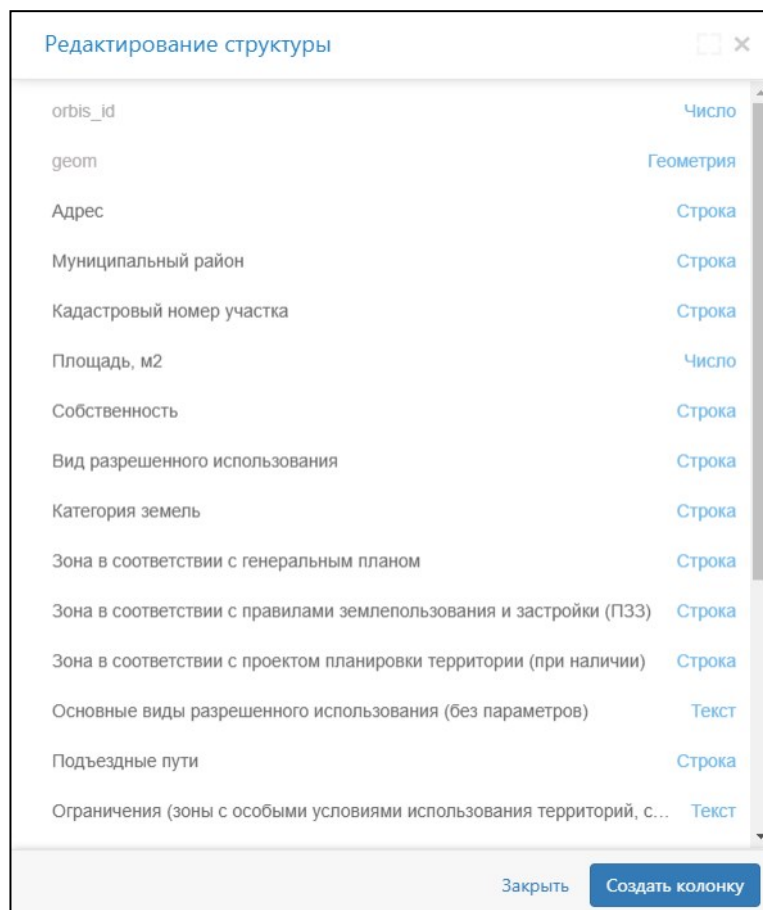 Редактирование структуры
orbis_id Число
geom Геометрия
Адрес Строка
Муниципальный район Строка
Кадастровый номер участка Строка
Площадь, м2 Число
Собственность Строка
Вид разрешенного использования Строка
Категория земель Строка
Зона в соответствии с генеральным планом Строка
Зона в соответствии с правилами землепользования и застройки (ПЗЗ) Строка
Зона в соответствии с проектом планировки территории (при наличии) Строка
Основные виды разрешенного использования (без параметров) Текст
Подъездные пути Строка
Ограничения (зоны с особыми условиями использования территорий, с... Текст
Закрыть Создать колонку